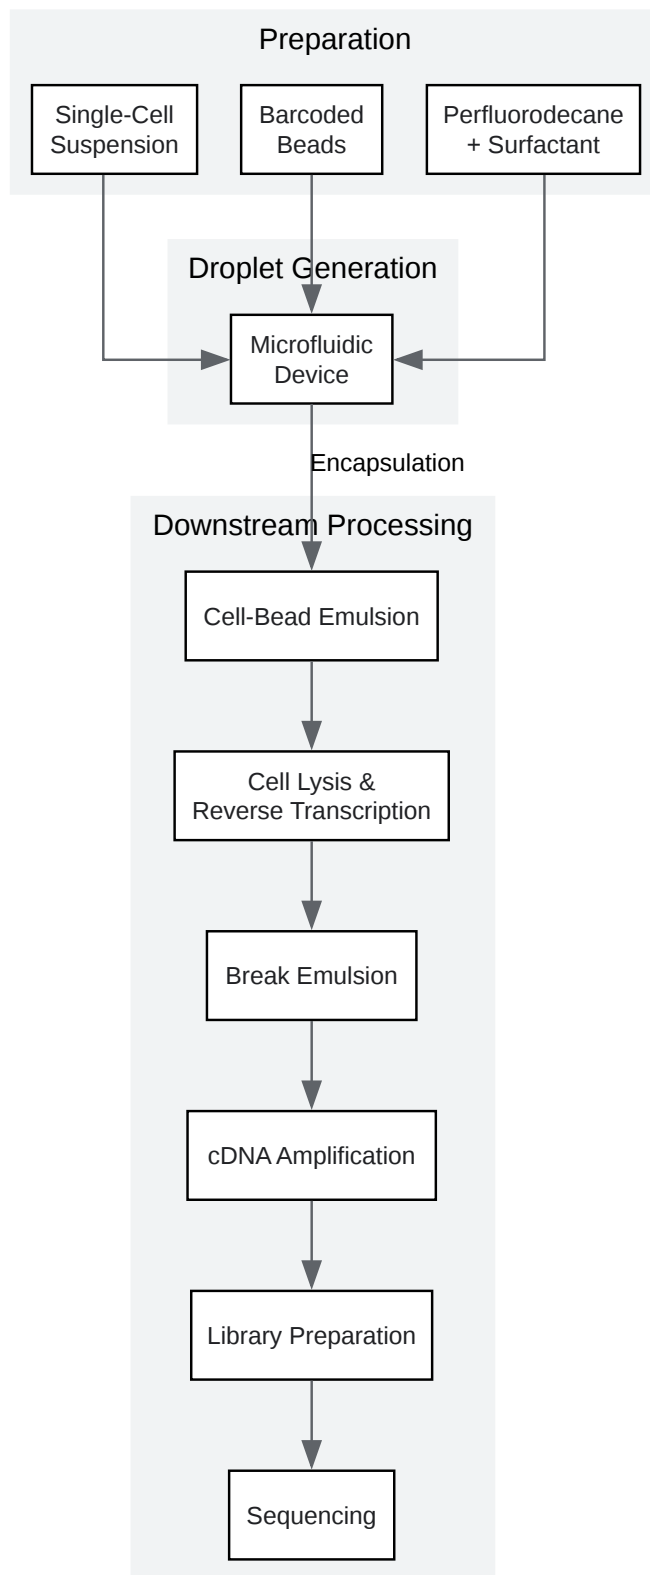 Preparation
Single-Cell
Suspension
Barcoded
Beads
Perfluorodecane
+ Surfactant
Droplet Generation
Microfluidic
Device
Encapsulation
Downstream Processing
Cell-Bead Emulsion
Cell Lysis &
Reverse Transcription
Break Emulsion
cDNA Amplification
Library Preparation
Sequencing